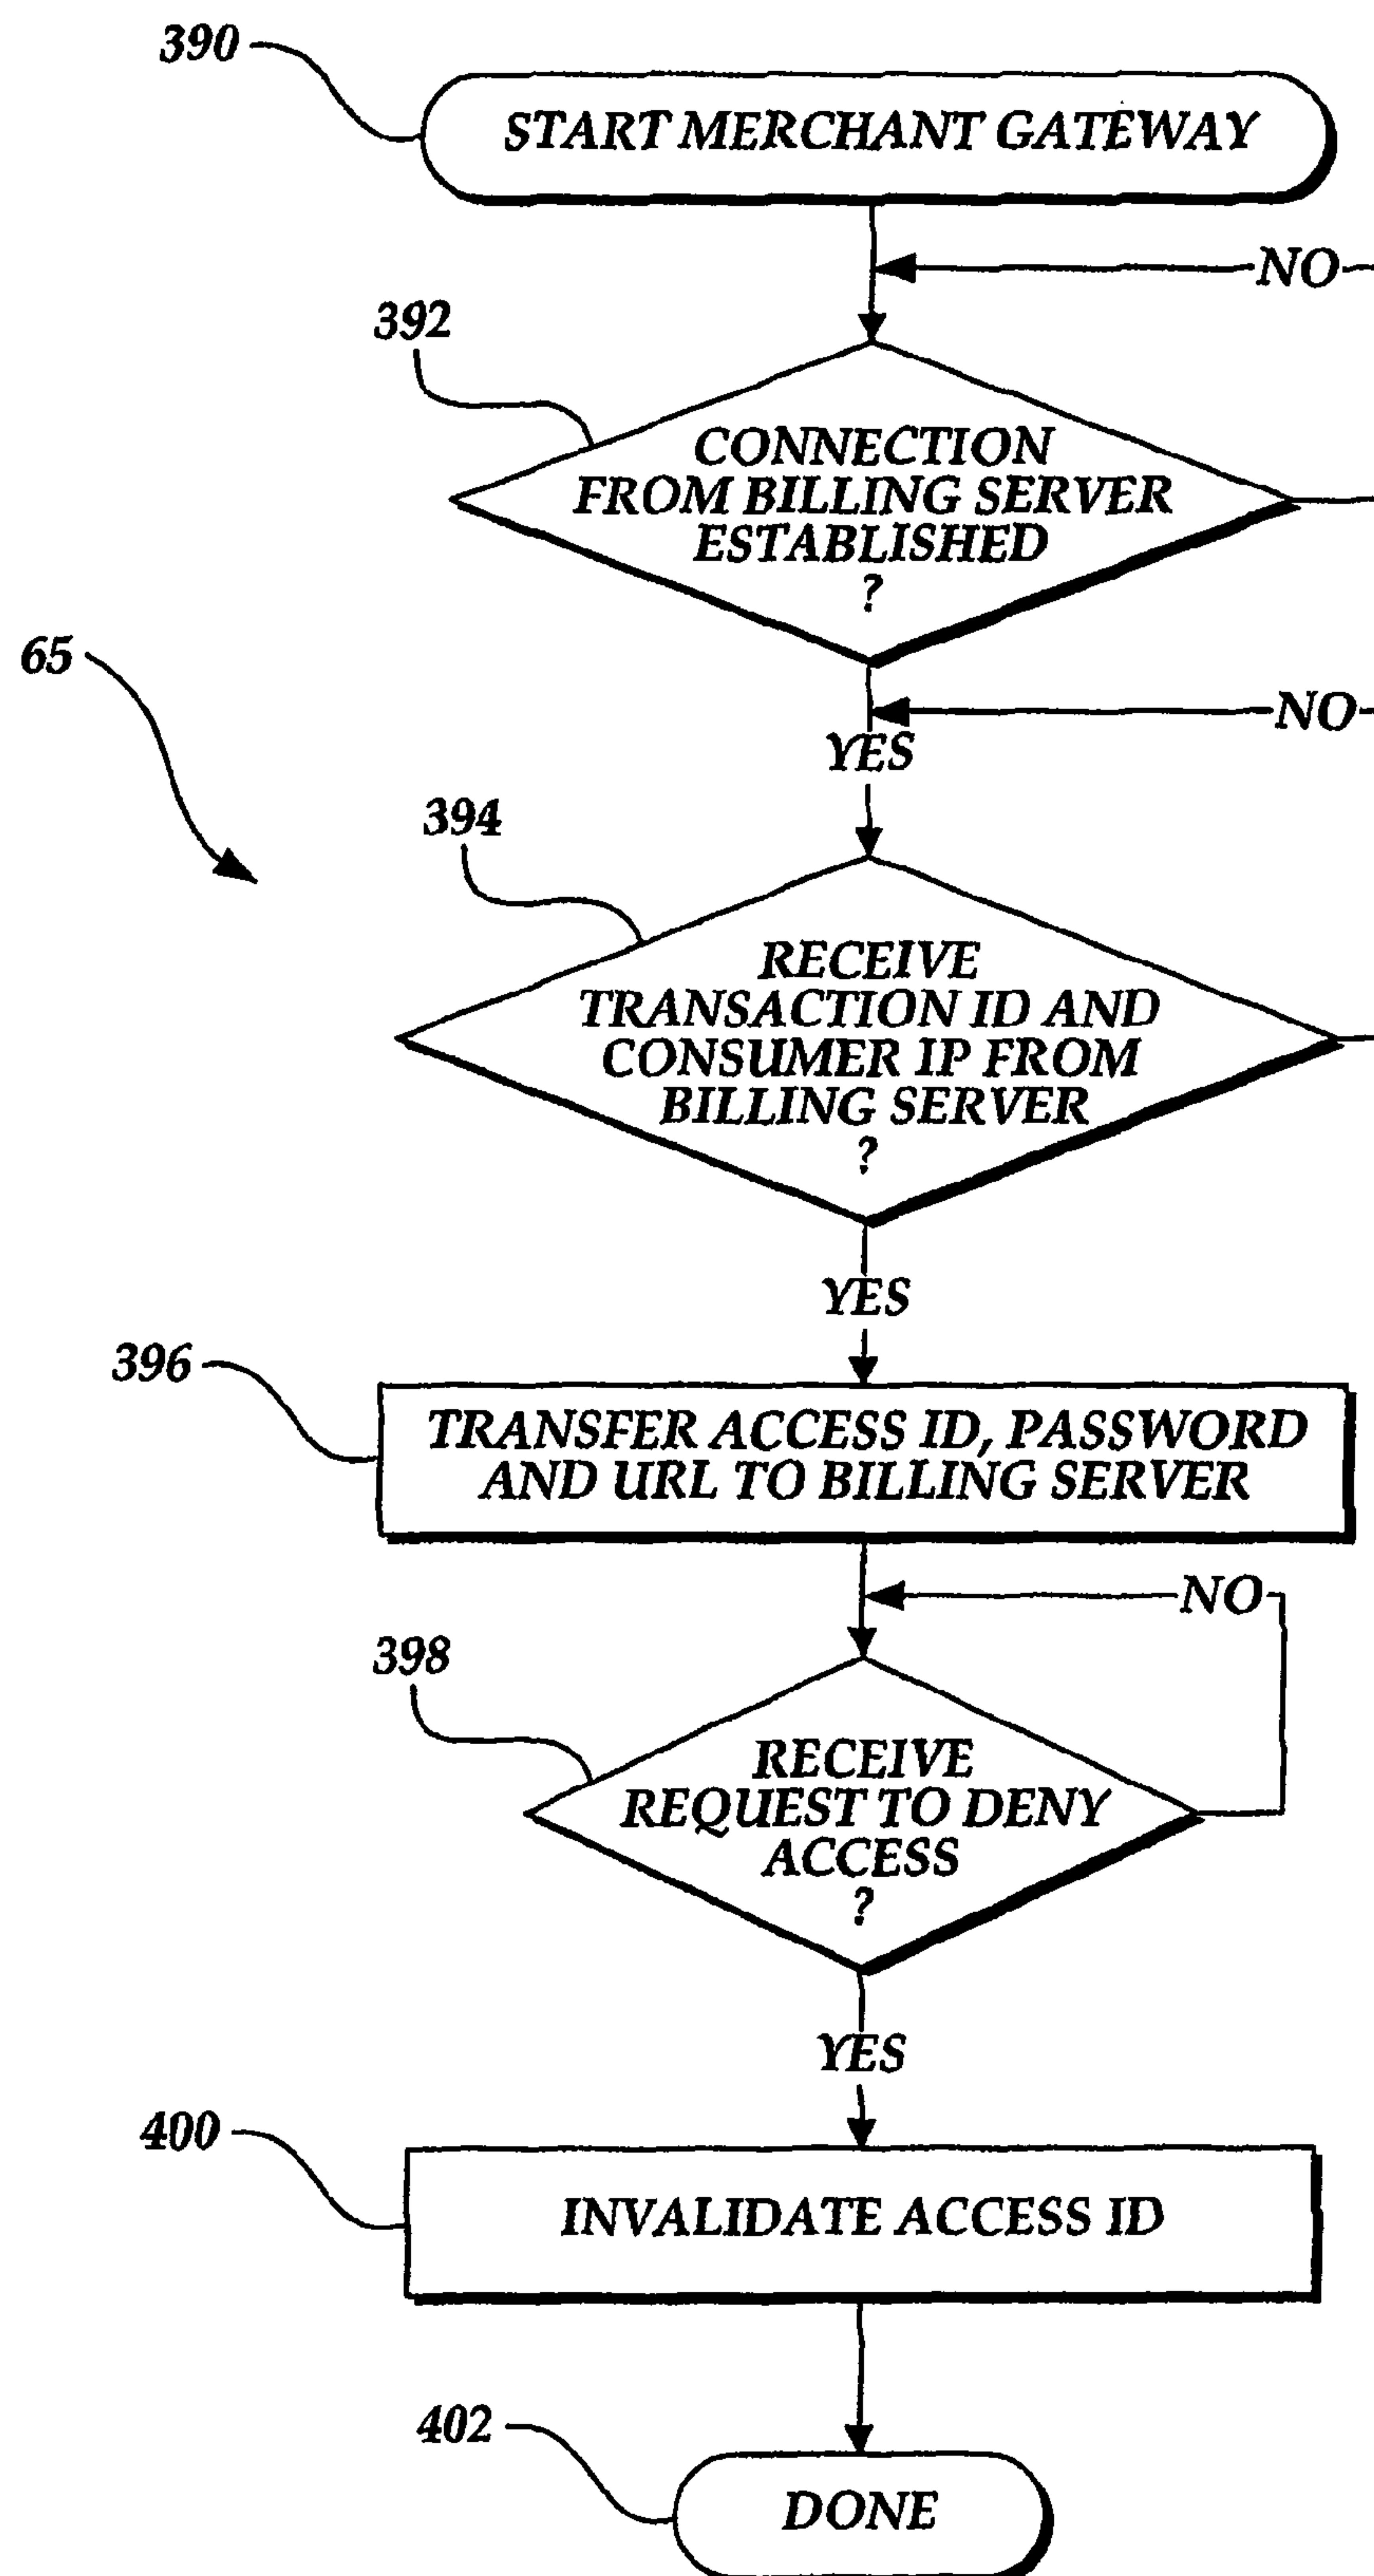 390
START MERCHANT GATEWAY
NO
392
CONNECTION
FROM BILLING SERVER
ESTABLISHED
?
65
NO
YES
394
RECEIVE
TRANSACTION ID AND
CONSUMER IP FROM
BILLING SERVER
?
YES
396
TRANSFER ACCESS ID, PASSWORD
AND URL TO BILLING SERVER
NO
398
RECEIVE
REQUEST TO DENY
ACCESS
?
YES
400
INVALIDATE ACCESS ID
402
DONE